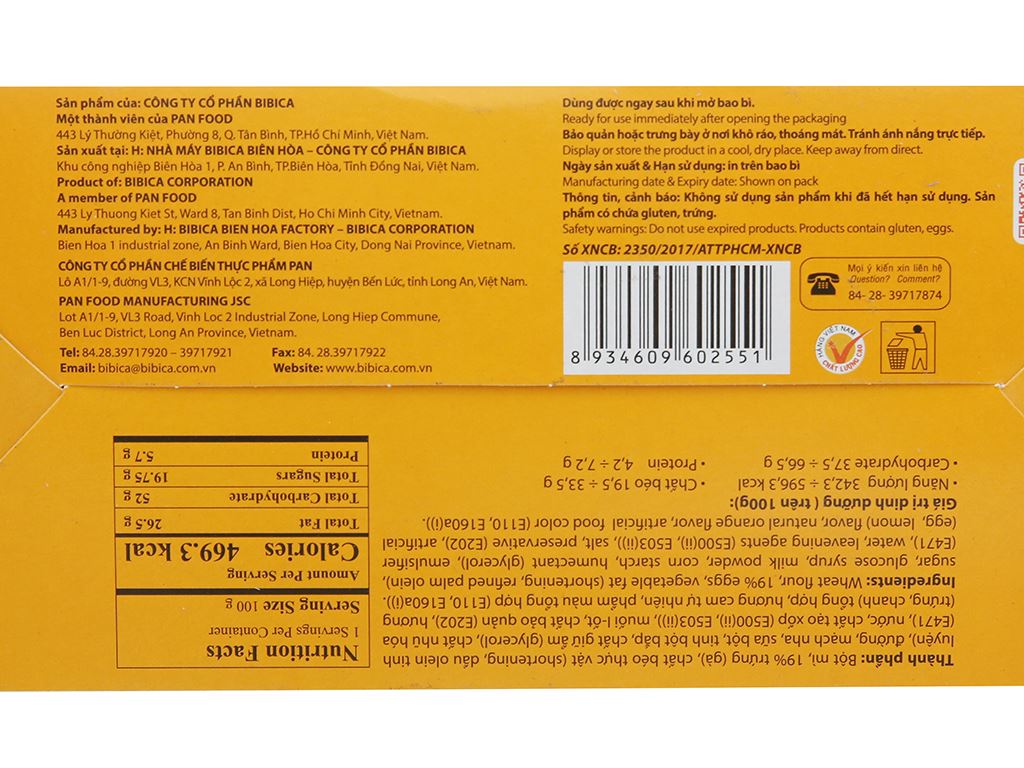 Sản phẩm của: CÔNG TY CỔ PHẦN BIBICA
Một thành viên của PAN FOOD
443 Lý Thường Kiệt, Phường 8, Q. Tân Bình, TP.Hồ Chí Minh, Việt Nam.
Sản xuất tại: H: NHÀ MÁY BIBICA BIÊN HÒA – CÔNG TY CỔ PHẦN BIBICA
Khu công nghiệp Biên Hòa 1, P. An Bình, TP.Biên Hòa, Tỉnh Đồng Nai, Việt Nam.
Product of: BIBICA CORPORATION
A member of PAN FOOD
443 Ly Thuong Kiet St, Ward 8, Tan Binh Dist, Ho Chi Minh City, Vietnam.
Manufactured by: H: BIBICA BIEN HOA FACTORY – BIBICA CORPORATION
Bien Hoa 1 industrial zone, An Binh Ward, Bien Hoa City, Dong Nai Province, Vietnam.
CÔNG TY CỔ PHẦN CHẾ BIẾN THỰC PHẨM PAN
Lô A1/1-9, đường VL3, KCN Vĩnh Lộc 2, xã Long Hiệp, huyện Bến Lức, tỉnh Long An, Việt Nam.
PAN FOOD MANUFACTURING JSC
Lot A1/1-9, VL3 Road, Vinh Loc 2 Industrial Zone, Long Hiep Commune,
Ben Luc District, Long An Province, Vietnam.
Tel: 84.28.39717920 – 39717921 Fax: 84. 28.39717922
Email: bibica@bibica.com.vn Website: www.bibica.com.vn
Dùng được ngay sau khi mở bao bì.
Ready for use immediately after opening the packaging
Bảo quản hoặc trưng bày ở nơi khô ráo, thoáng mát. Tránh ánh nắng trực tiếp.
Display or store the product in a cool, dry place. Keep away from direct.
Ngày sản xuất & Hạn sử dụng: in trên bao bì
Manufacturing date & Expiry date: Shown on pack
Thông tin, cảnh báo: Không sử dụng sản phẩm khi đã hết hạn sử dụng. Sản
phẩm có chứa gluten, trứng.
Safety warnings: Do not use expired products. Products contain gluten, eggs.
Số XNCB: 2350/2017/ATTPHCM-XNCB
8 934609 602551
Mọi ý kiến xin liên hệ
Question? Comment?
84- 28- 39717874
HÀNG VIỆT NAM
CHẤT LƯỢNG CAO
Thành phần: Bột, mì, 19% trứng (gà), chất béo thực vật (shortening, dầu olein tinh
luyện), đường, mạch nha, sữa bột, tinh bột bắp, chất giữ ẩm (glycerol), chất nhũ hóa
(E471), nước, chất tạo xốp (E500(ii), E503(ii)), muối I-ốt, chất bảo quản (E202), hương
(trứng, chanh) tổng hợp, hương cam tự nhiên, phẩm màu tổng hợp (E110, E160a(i)).
Ingredients: Wheat flour, 19% eggs, vegetable fat (shortening, refined palm olein),
sugar, glucose syrup, milk powder, corn starch, humectant (glycerol), emulsifier
(E471), water, leavening agents (E500(ii), E503(ii)), salt, preservative (E202), artificial
(egg, lemon) flavor, natural orange flavor, artificial food color (E110, E160a(i)).
Giá trị dinh dưỡng ( trên 100g):
• Năng lượng 342,3 ÷ 596,3 kcal • Chất béo 19,5 ÷ 33,5 g
• Carbohydrate 37,5 ÷ 66,5 g • Protein 4,2 ÷ 7,2 g
Nutrition Facts
1 Servings Per Container
Serving Size 100 g
Amount Per Serving
Calories 469.3 kcal
Total Fat 26.5g
Total Carbohydrate 52 g
Total Sugars 19.75 g
Protein 5.7 g